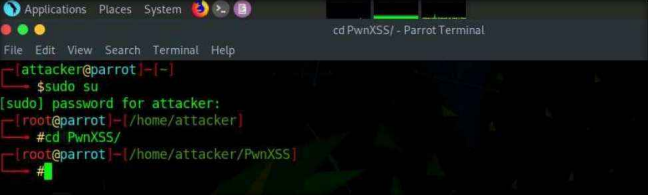 Applications Places System
cd PwnXSS/ - Parrot Terminal
File Edit View Search Terminal Help
┌─[attacker@parrot]─[~]
└──╼ $sudo su
[sudo] password for attacker:
┌─[root@parrot]─[/home/attacker]
└──╼ #cd PwnXSS/
┌─[root@parrot]─[/home/attacker/PwnXSS]
└──╼ #